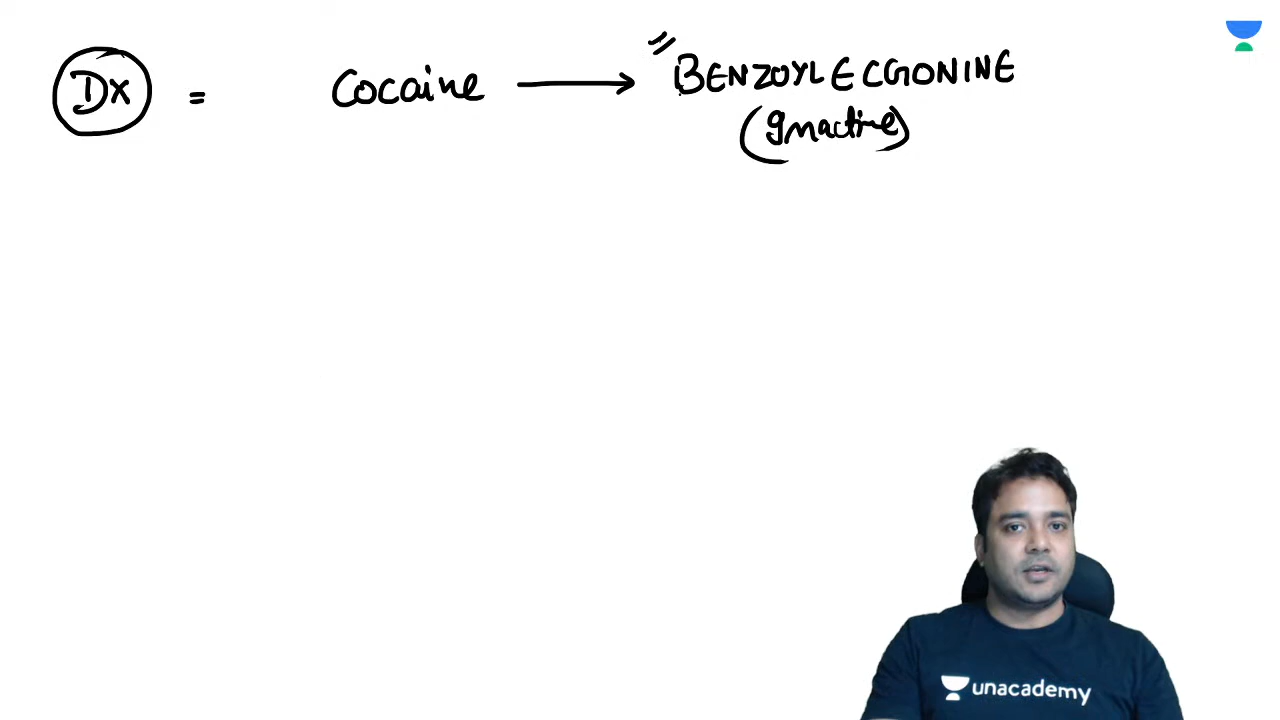 Dx = Cocaine → "BENZOYLECGONINE
(Inactive)
unacademy